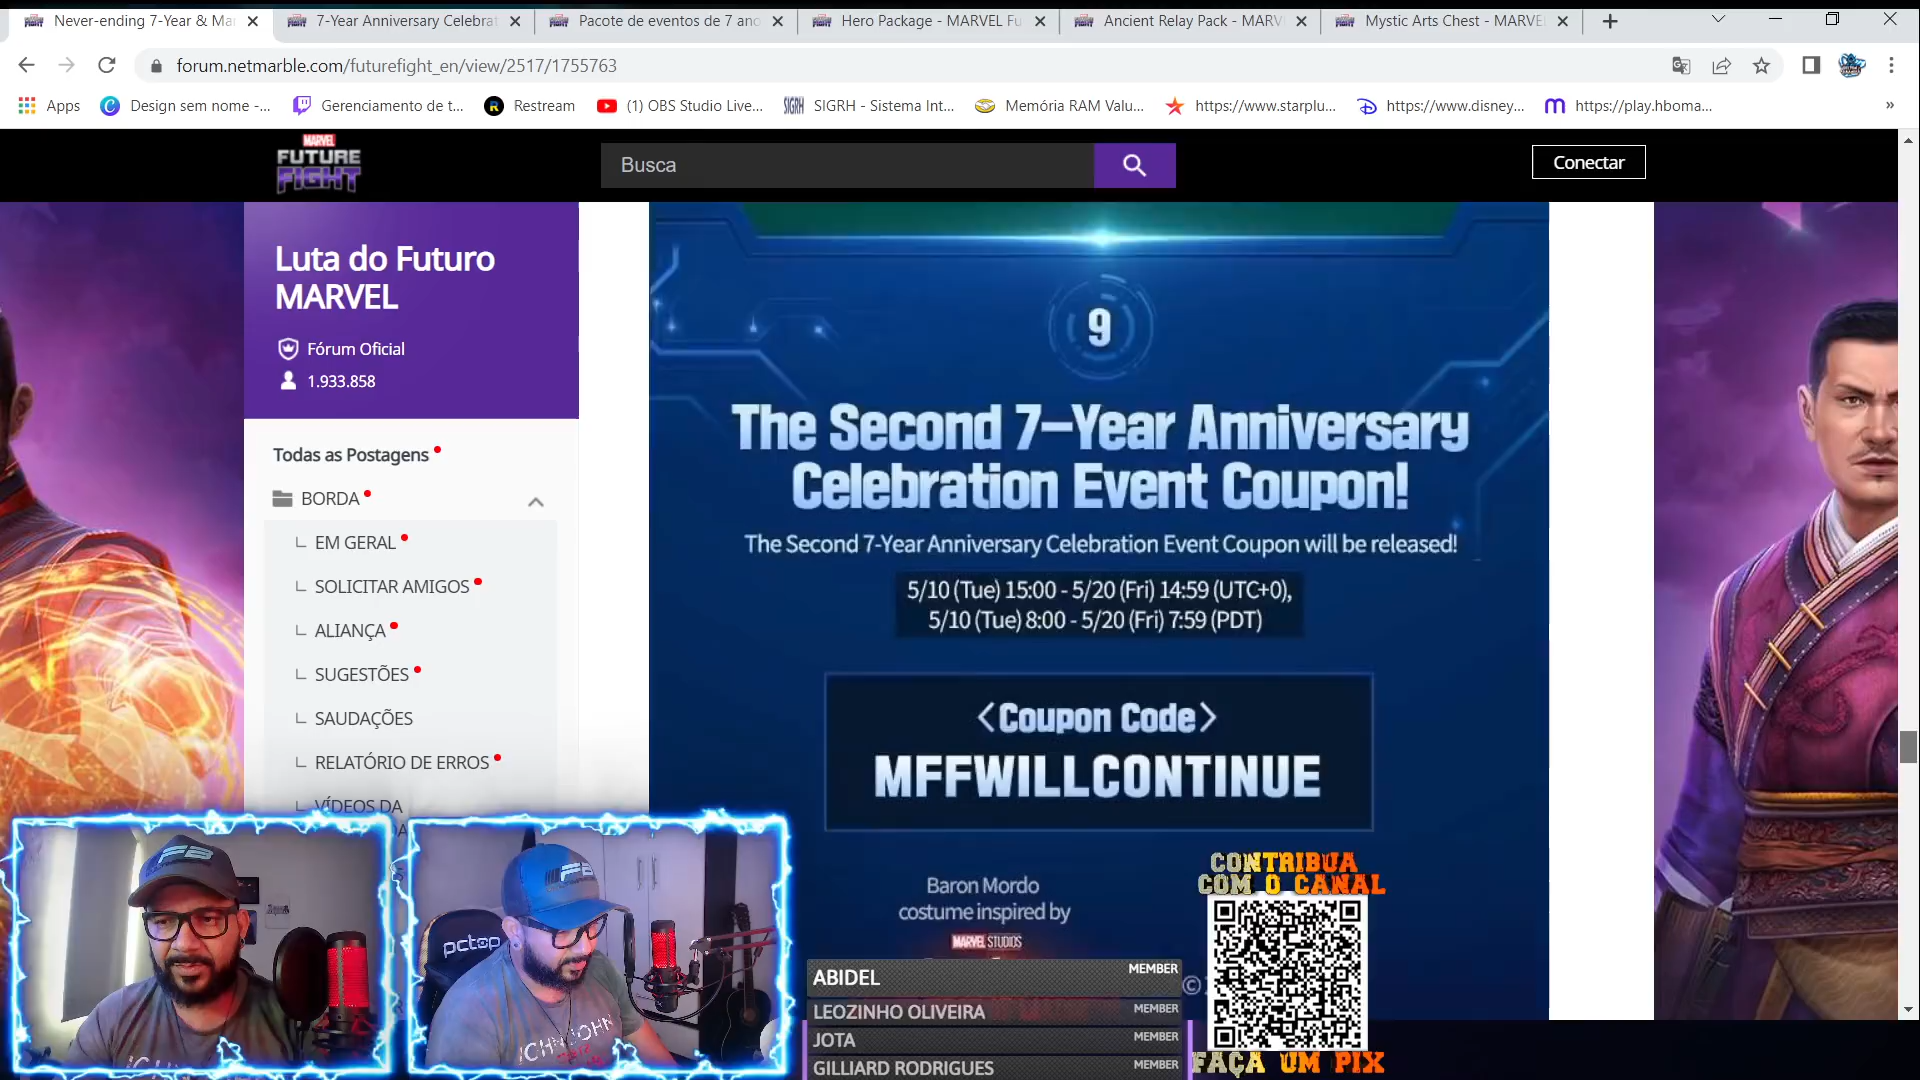 Never-ending 7-Year & Ma
7-Year Anniversary Celebrat
Pacote de eventos de 7 ano
Hero Package - MARVEL Fu
Ancient Relay Pack - MARV
Mystic Arts Chest - MARVE
forum.netmarble.com/futurefight_en/view/2517/1755763
Apps
Design sem nome -...
Gerenciamento de t...
Restream
(1) OBS Studio Live...
SIGRH - Sistema Int...
Memória RAM Valu...
https://www.starplu...
https://www.disney...
https://play.hboma...
MARVEL
FUTURE
FIGHT
Busca
Conectar
Luta do Futuro
MARVEL
Fórum Oficial
1.933.858
Todas as Postagens
BORDA
EM GERAL
SOLICITAR AMIGOS
ALIANÇA
SUGESTÕES
SAUDAÇÕES
RELATÓRIO DE ERROS
VÍDEOS DA
9
The Second 7-Year Anniversary
Celebration Event Coupon!
The Second 7-Year Anniversary Celebration Event Coupon will be released!
5/10 (Tue) 15:00 - 5/20 (Fri) 14:59 (UTC+0),
5/10 (Tue) 8:00 - 5/20 (Fri) 7:59 (PDT)
<Coupon Code>
MFFWILLCONTINUE
Baron Mordo
costume inspired by
MARVEL STUDIOS
CONTRIBUA
COM O CANAL
FAÇA UM PIX
ABIDEL MEMBER
LEOZINHO OLIVEIRA MEMBER
JOTA MEMBER
GILLIARD RODRIGUES MEMBER
FB
FB
pctop
JOHN JOHN